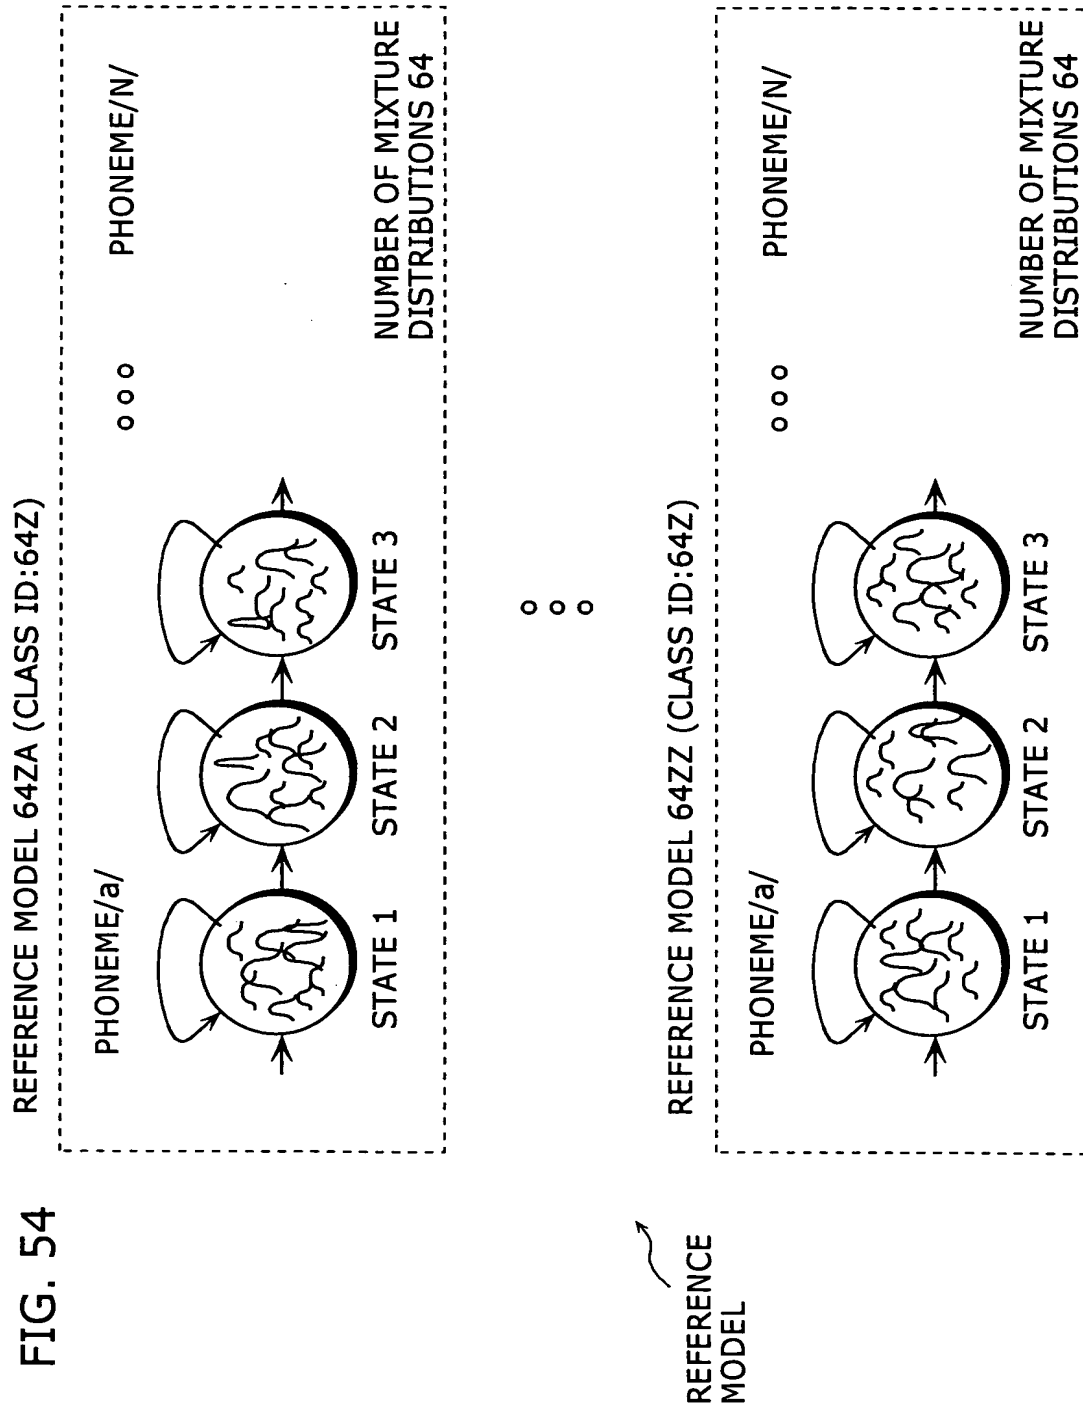 FIG. 54
REFERENCE MODEL 64ZA (CLASS ID:64Z)
PHONEME/a/
PHONEME/N/
STATE 1
STATE 2
STATE 3
NUMBER OF MIXTURE
DISTRIBUTIONS 64
REFERENCE
MODEL
REFERENCE MODEL 64ZZ (CLASS ID:64Z)
PHONEME/a/
PHONEME/N/
STATE 1
STATE 2
STATE 3
NUMBER OF MIXTURE
DISTRIBUTIONS 64